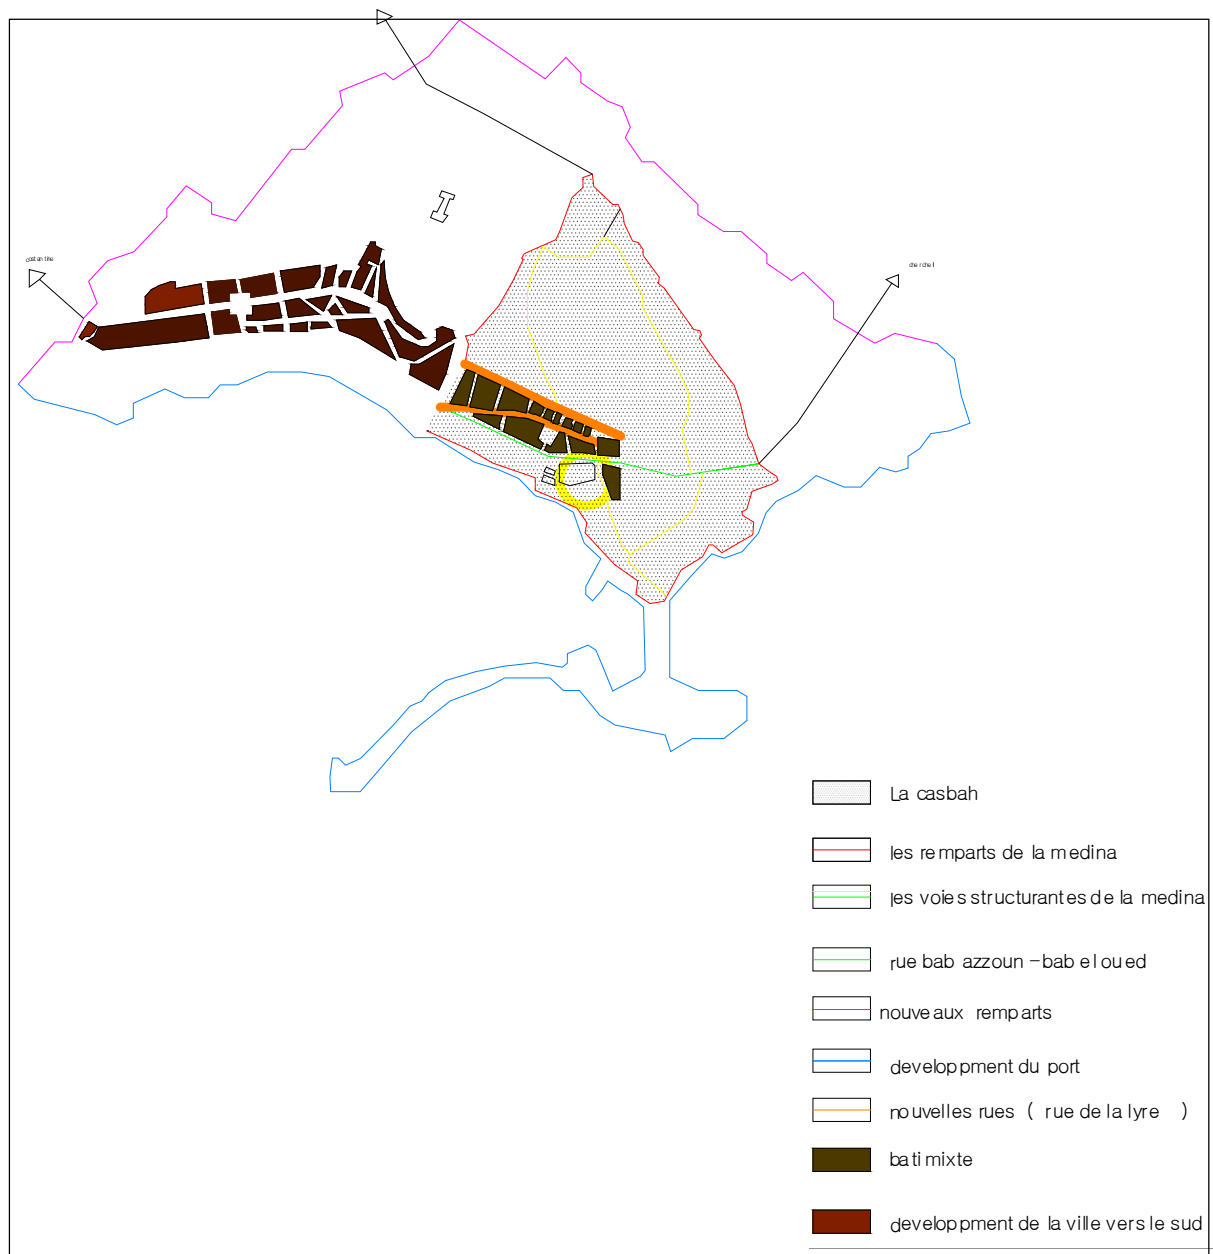 costantine
cherchell
La casbah
les remparts de la medina
les voies structurantes de la medina
rue bab azzoun - bab el oued
nouveaux remparts
developpment du port
nouvelles rues ( rue de la lyre )
bati mixte
developpment de la ville vers le sud